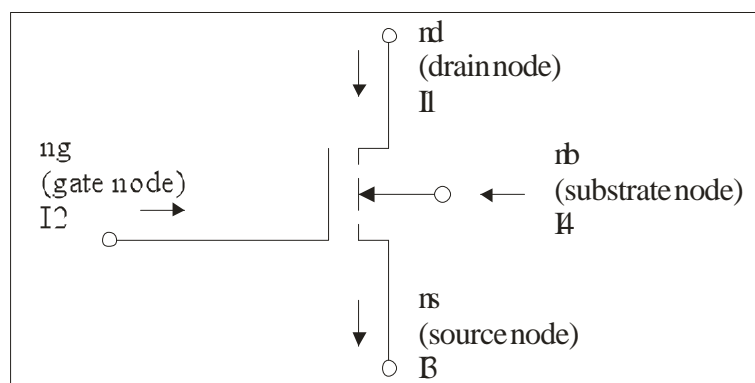 nd
(drain node)
I1
ng
(gate node)
I2
nb
(substrate node)
I4
ns
(source node)
I3